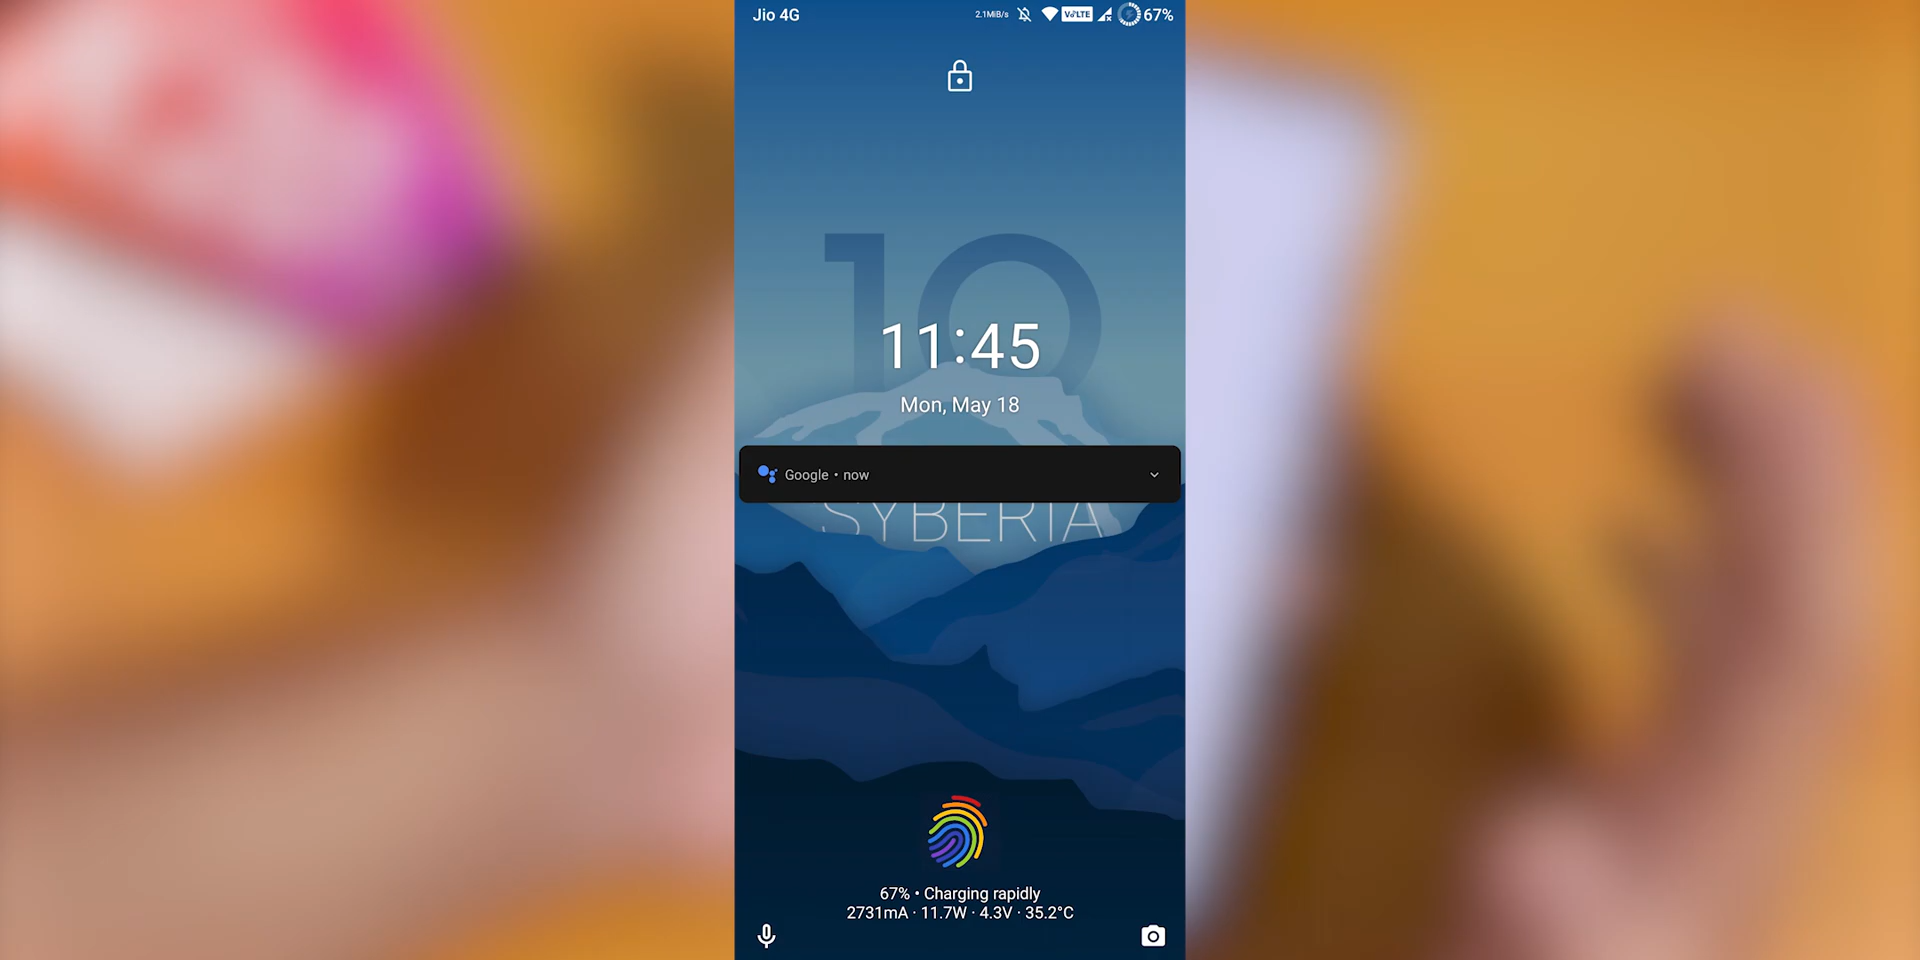 Jio 4G 2.1MiB/s VoLTE 67%
10
11:45
Mon, May 18
Google • now
SYBERIA
67% • Charging rapidly
2731mA · 11.7W · 4.3V · 35.2°C